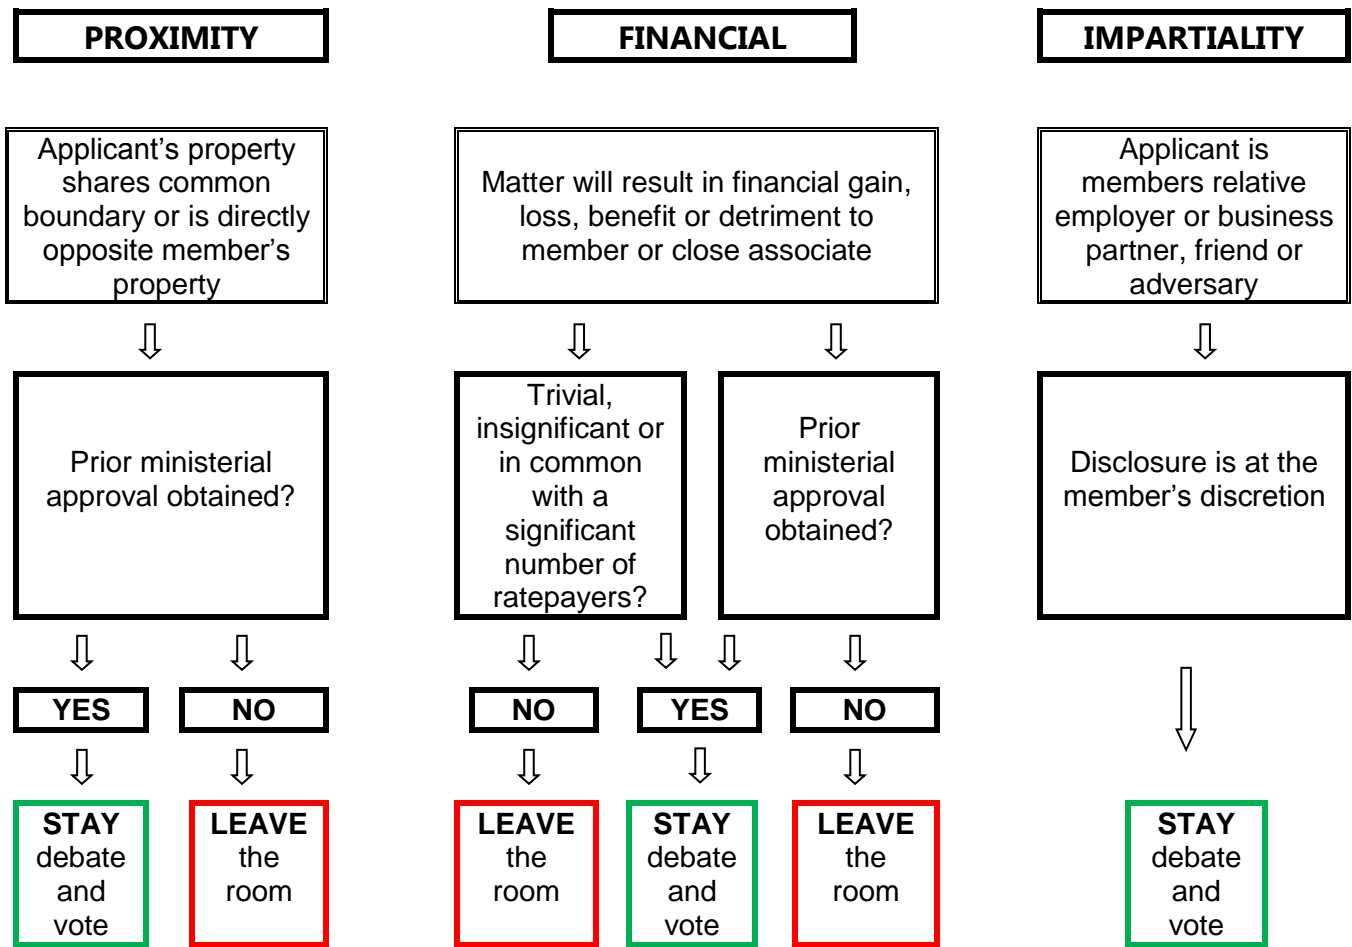 PROXIMITY
FINANCIAL
IMPARTIALITY
Applicant's property
shares common
boundary or is directly
opposite member's
property
Matter will result in financial gain,
loss, benefit or detriment to
member or close associate
Applicant is
members relative
employer or business
partner, friend or
adversary
Prior ministerial
approval obtained?
Trivial,
insignificant or
in common
with a
significant
number of
ratepayers?
Prior
ministerial
approval
obtained?
Disclosure is at the
member's discretion
YES
NO
NO
YES
NO
STAY
debate
and
vote
LEAVE
the
room
LEAVE
the
room
STAY
debate
and
vote
LEAVE
the
room
STAY
debate
and
vote